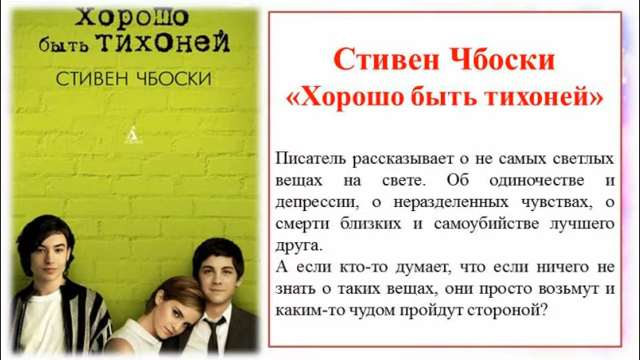 Хорошо
быть тихоней
СТИВЕН ЧБОСКИ
Стивен Чбоски
«Хорошо быть тихоней»
Писатель рассказывает о не самых светлых
вещах на свете. Об одиночестве и
депрессии, о неразделенных чувствах, о
смерти близких и самоубийстве лучшего
друга.
А если кто-то думает, что если ничего не
знать о таких вещах, они просто возьмут и
каким-то чудом пройдут стороной?